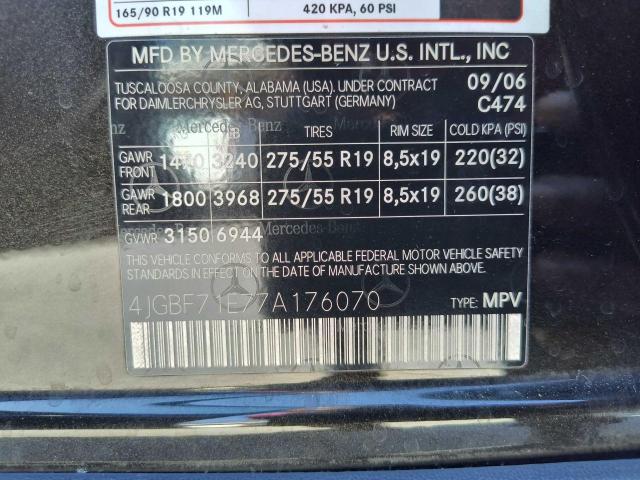 165/90 R19 119M 420 KPA, 60 PSI
MFD BY MERCEDES-BENZ U.S. INTL., INC
TUSCALOOSA COUNTY, ALABAMA (USA). UNDER CONTRACT 09/06
FOR DAIMLERCHRYSLER AG, STUTTGART (GERMANY) C474
TIRES RIM SIZE COLD KPA (PSI)
GAWR FRONT 3240 275/55 R19 8,5x19 220(32)
GAWR REAR 1800 3968 275/55 R19 8,5x19 260(38)
GVWR 3150 6944
THIS VEHICLE CONFORMS TO ALL APPLICABLE FEDERAL MOTOR VEHICLE SAFETY
STANDARDS IN EFFECT ON THE DATE OF MANUFACTURE SHOWN ABOVE.
4JGBF71E77A176070 TYPE: MPV